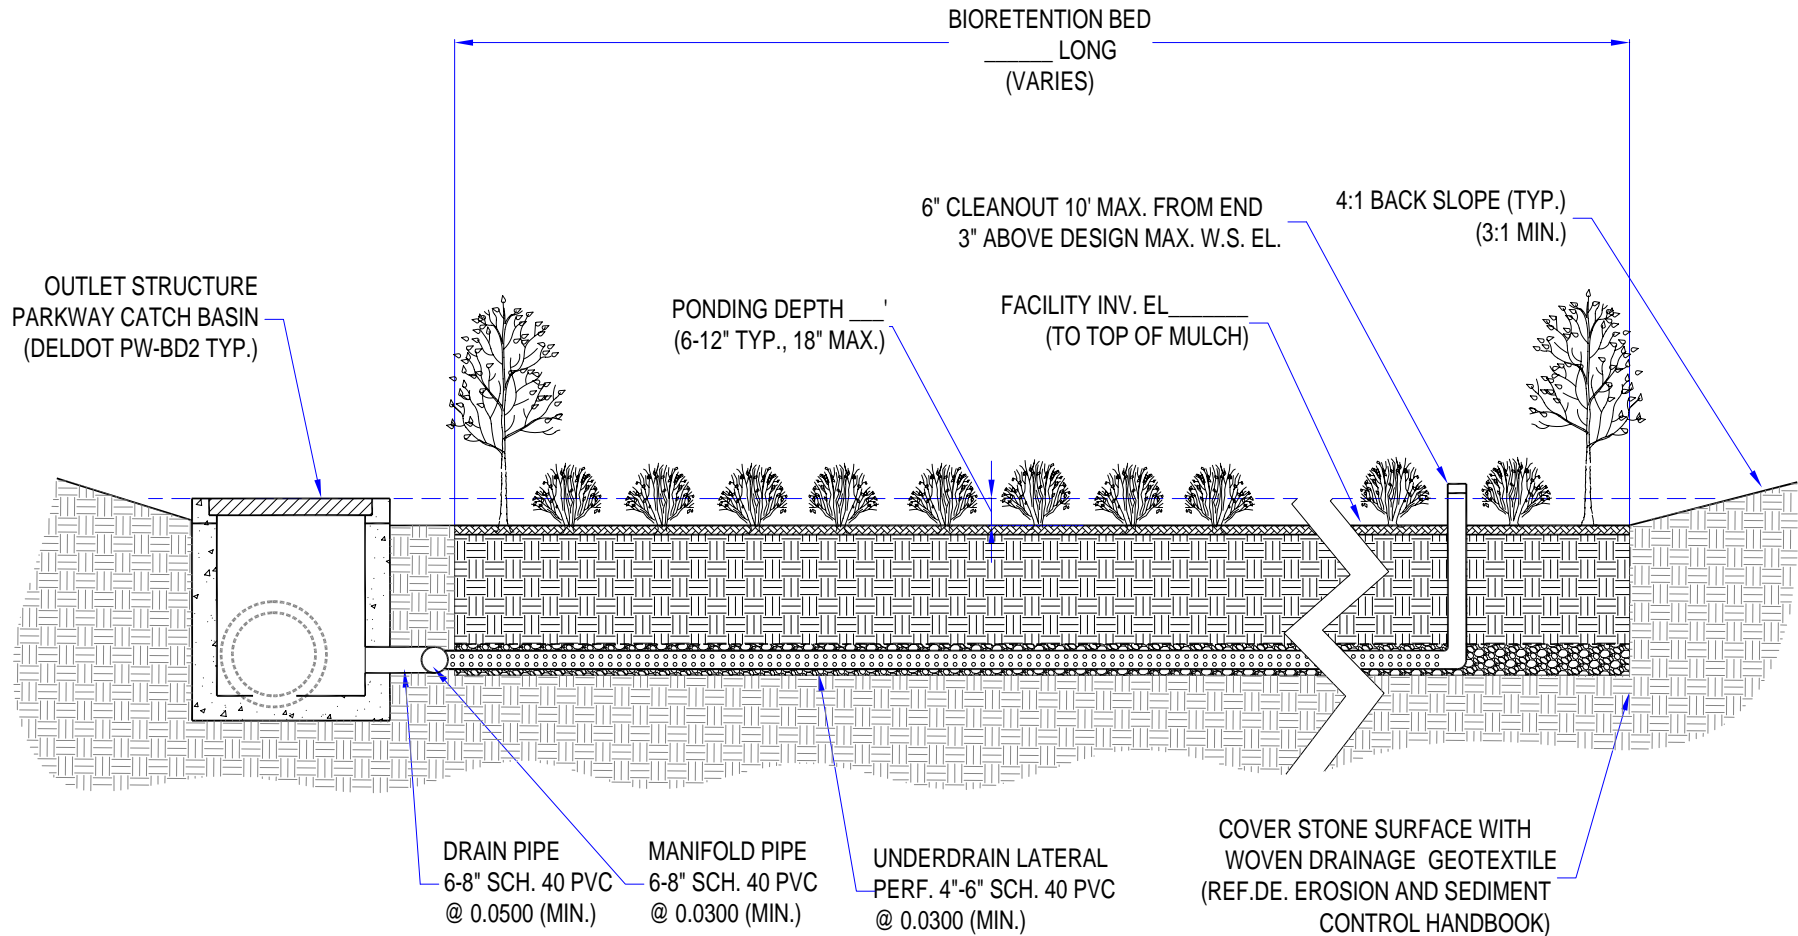 BIORETENTION BED
______ LONG
(VARIES)
6" CLEANOUT 10' MAX. FROM END
3" ABOVE DESIGN MAX. W.S. EL.
4:1 BACK SLOPE (TYP.)
(3:1 MIN.)
OUTLET STRUCTURE
PARKWAY CATCH BASIN
(DELDOT PW-BD2 TYP.)
PONDING DEPTH ___'
(6-12" TYP., 18" MAX.)
FACILITY INV. EL_______
(TO TOP OF MULCH)
DRAIN PIPE
6-8" SCH. 40 PVC
@ 0.0500 (MIN.)
MANIFOLD PIPE
6-8" SCH. 40 PVC
@ 0.0300 (MIN.)
UNDERDRAIN LATERAL
PERF. 4"-6" SCH. 40 PVC
@ 0.0300 (MIN.)
COVER STONE SURFACE WITH
WOVEN DRAINAGE GEOTEXTILE
(REF.DE. EROSION AND SEDIMENT
CONTROL HANDBOOK)